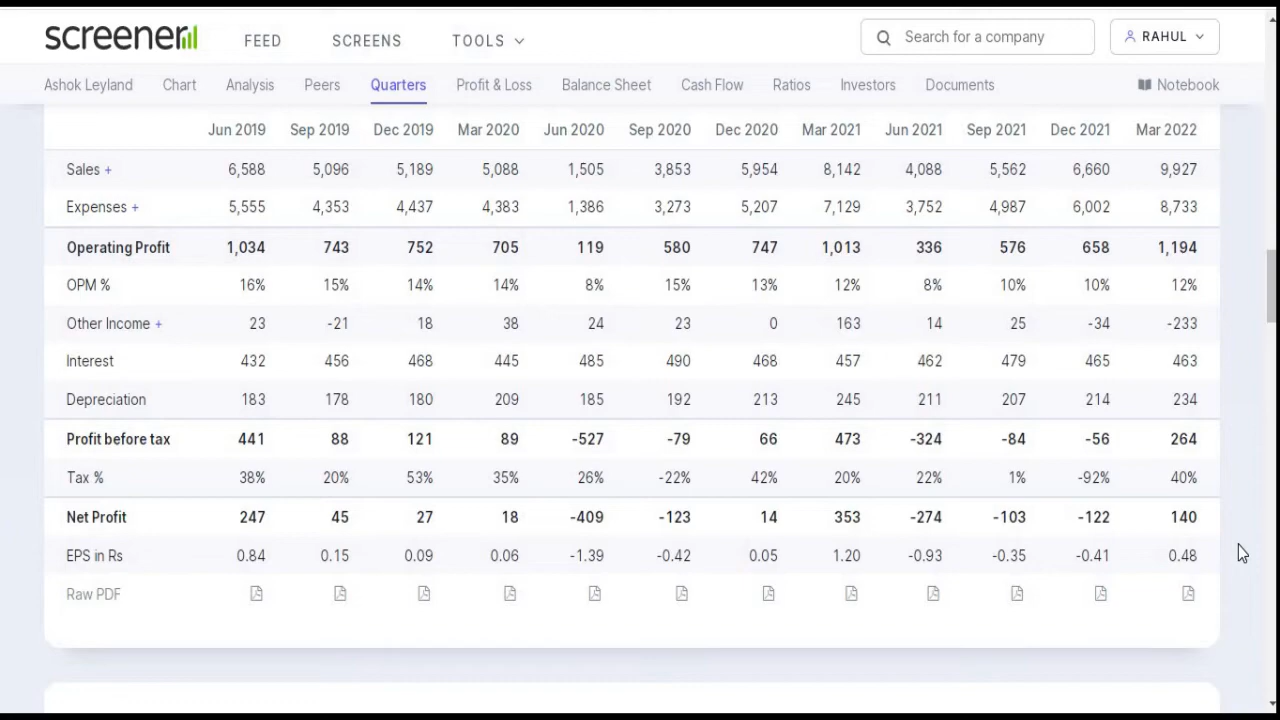 screener FEED SCREENS TOOLS Search for a company RAHUL
Ashok Leyland Chart Analysis Peers Quarters Profit & Loss Balance Sheet Cash Flow Ratios Investors Documents Notebook
Jun 2019 Sep 2019 Dec 2019 Mar 2020 Jun 2020 Sep 2020 Dec 2020 Mar 2021 Jun 2021 Sep 2021 Dec 2021 Mar 2022
Sales + 6,588 5,096 5,189 5,088 1,505 3,853 5,954 8,142 4,088 5,562 6,660 9,927
Expenses + 5,555 4,353 4,437 4,383 1,386 3,273 5,207 7,129 3,752 4,987 6,002 8,733
Operating Profit 1,034 743 752 705 119 580 747 1,013 336 576 658 1,194
OPM % 16% 15% 14% 14% 8% 15% 13% 12% 8% 10% 10% 12%
Other Income + 23 -21 18 38 24 23 0 163 14 25 -34 -233
Interest 432 456 468 445 485 490 468 457 462 479 465 463
Depreciation 183 178 180 209 185 192 213 245 211 207 214 234
Profit before tax 441 88 121 89 -527 -79 66 473 -324 -84 -56 264
Tax % 38% 20% 53% 35% 26% -22% 42% 20% 22% 1% -92% 40%
Net Profit 247 45 27 18 -409 -123 14 353 -274 -103 -122 140
EPS in Rs 0.84 0.15 0.09 0.06 -1.39 -0.42 0.05 1.20 -0.93 -0.35 -0.41 0.48
Raw PDF